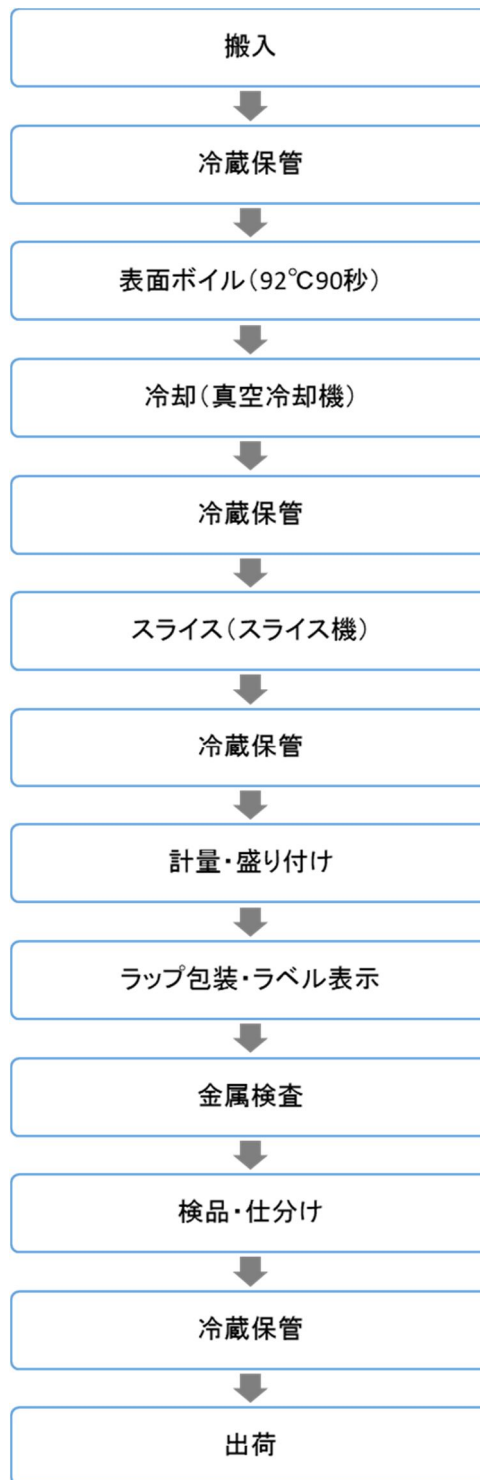 搬入
冷蔵保管
表面ボイル（92℃90秒）
冷却（真空冷却機）
冷蔵保管
スライス（スライス機）
冷蔵保管
計量・盛り付け
ラップ包装・ラベル表示
金属検査
検品・仕分け
冷蔵保管
出荷